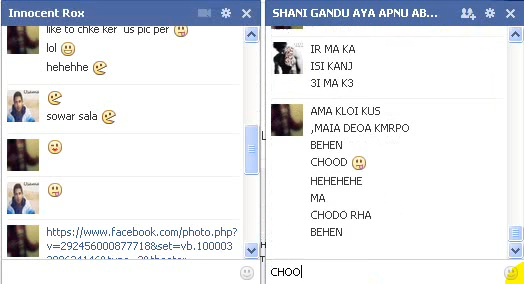 Innocent Rox
like to chke ker us pic per
lol
hehehhe
sowar sala
https://www.facebook.com/photo.php?
v=292456000877718&set=vb.100003
SHANI GANDU AYA APNU AB...
IR MA KA
ISI KANJ
3I MA K3
AMA KLOI KUS
,MAIA DEOA KMRPO
BEHEN
CHOOD
HEHEHEHE
MA
CHODO RHA
BEHEN
CHOO